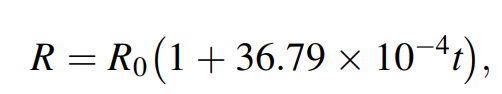 R = R₀(1 + 36.79 × 10⁻⁴t),